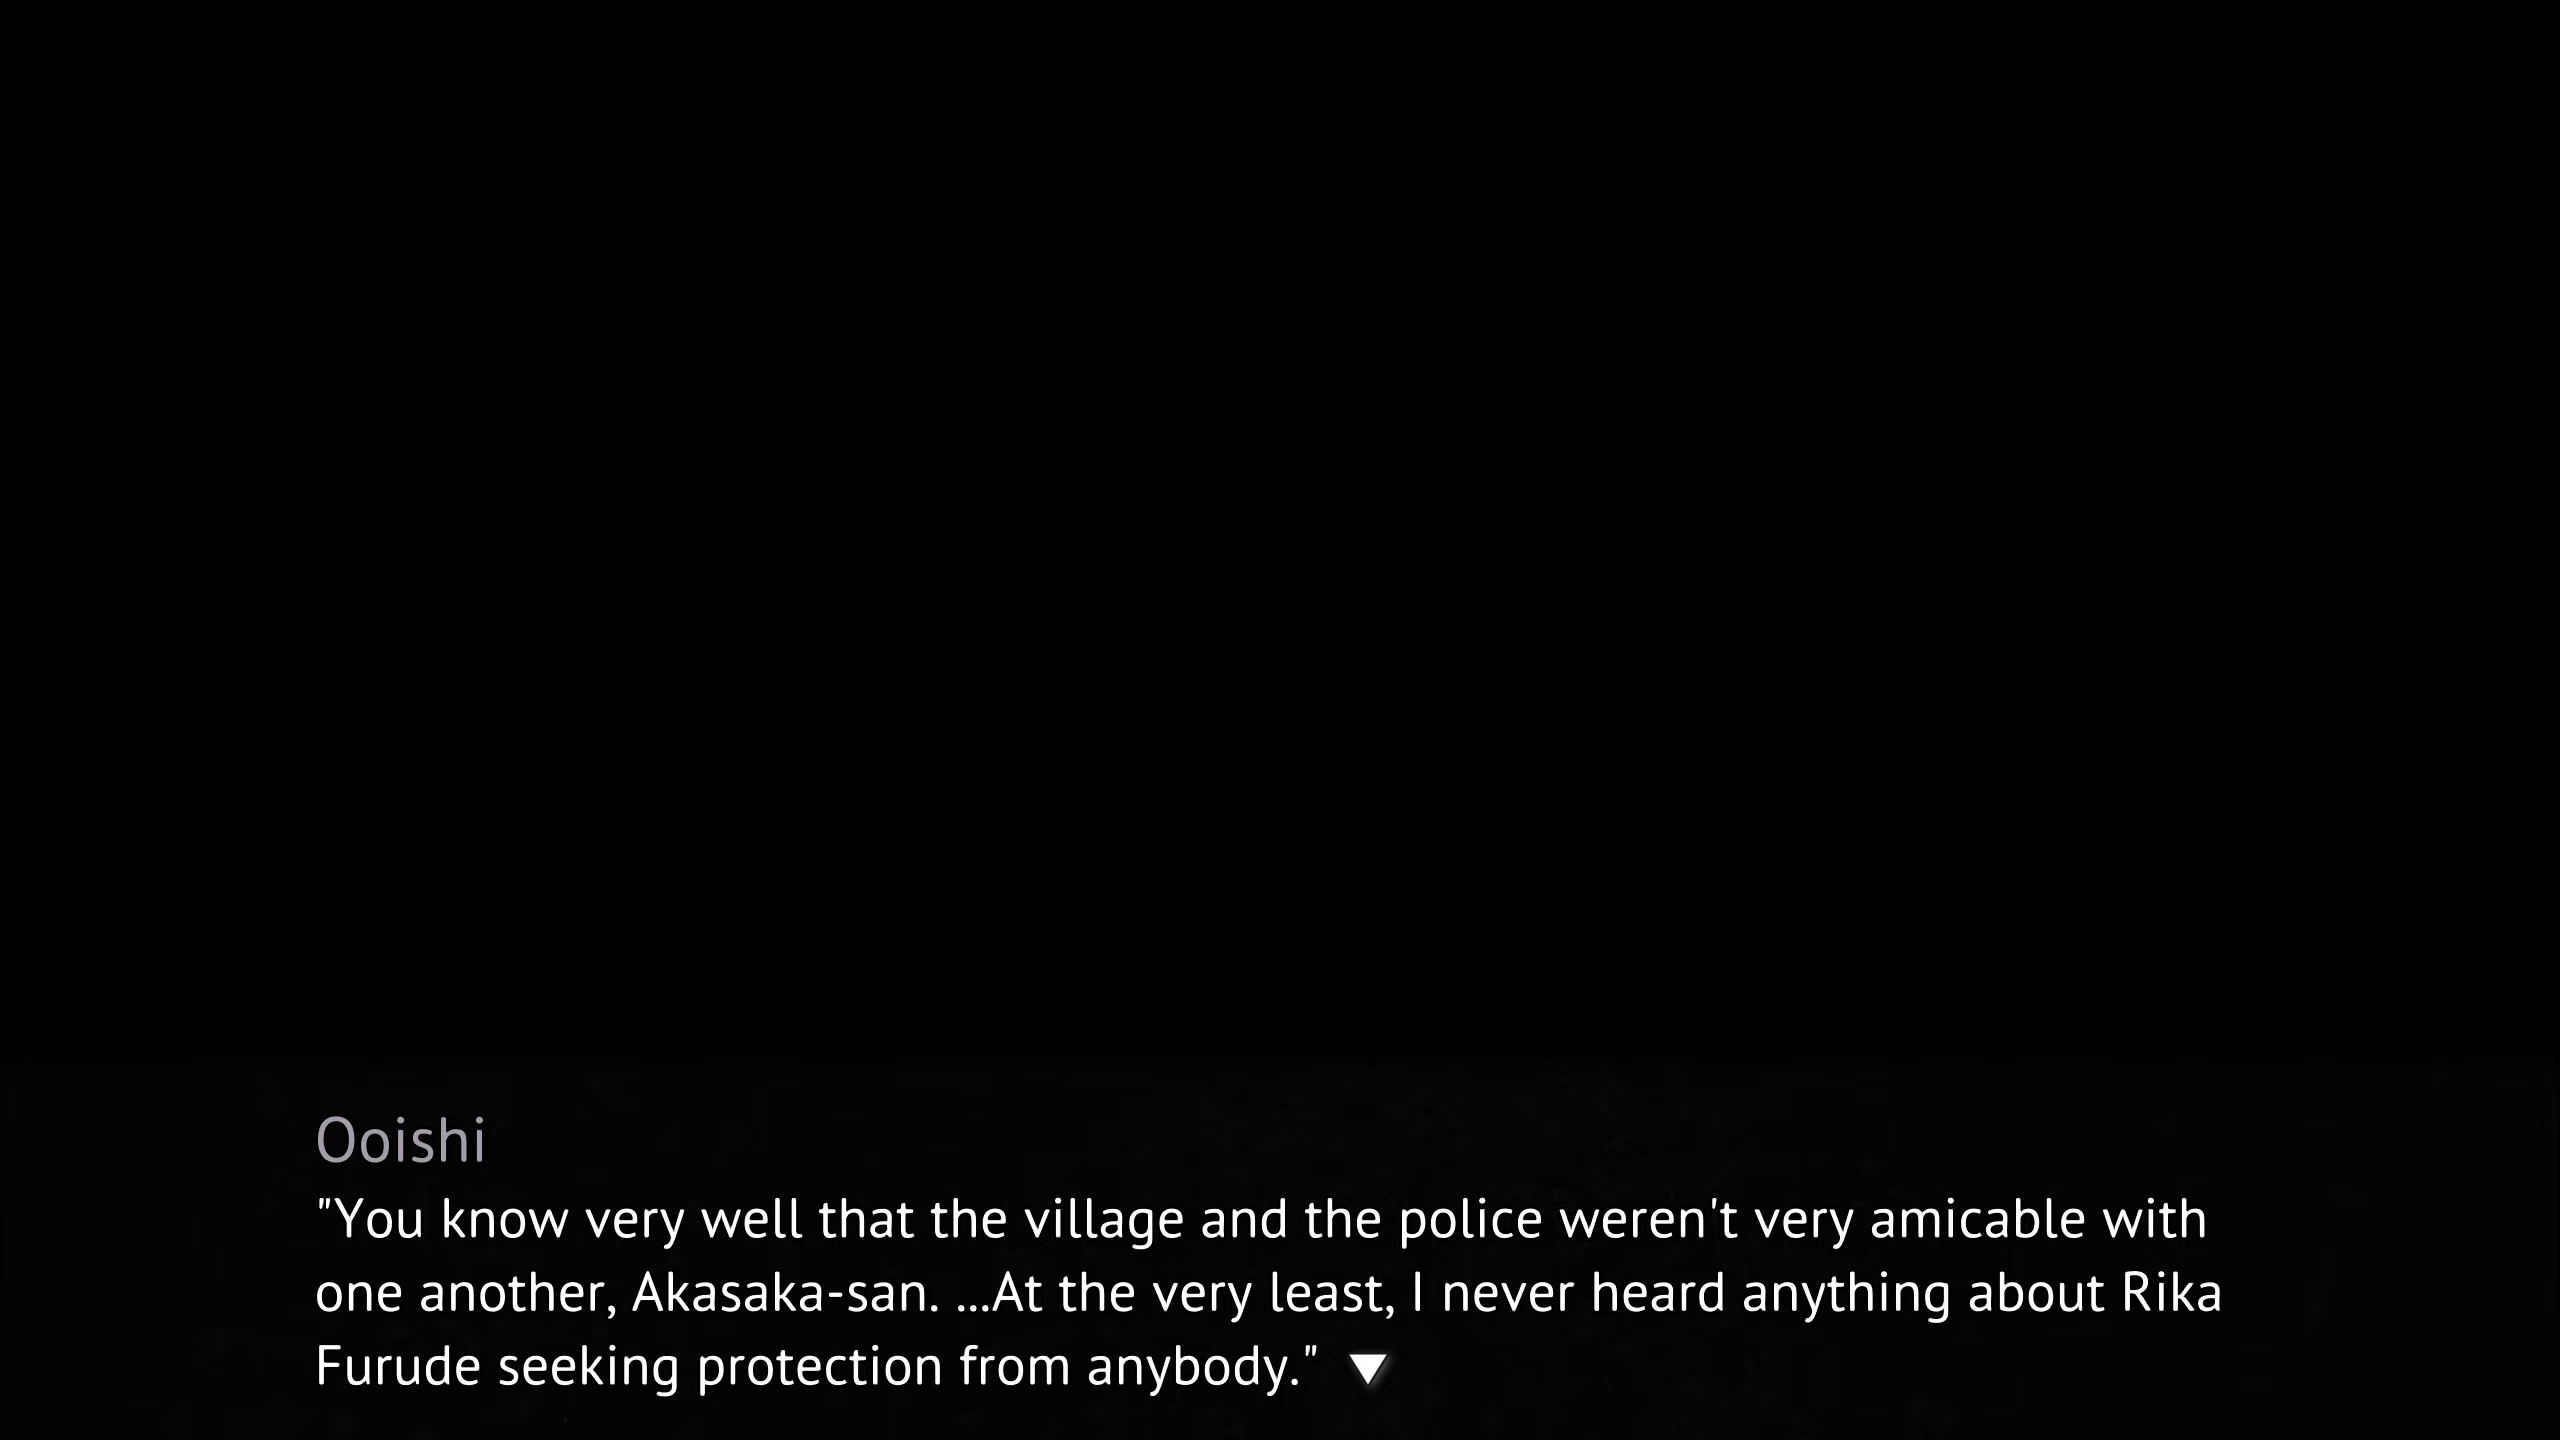 Ooishi
"You know very well that the village and the police weren't very amicable with
one another, Akasaka-san. ...At the very least, I never heard anything about Rika
Furude seeking protection from anybody."